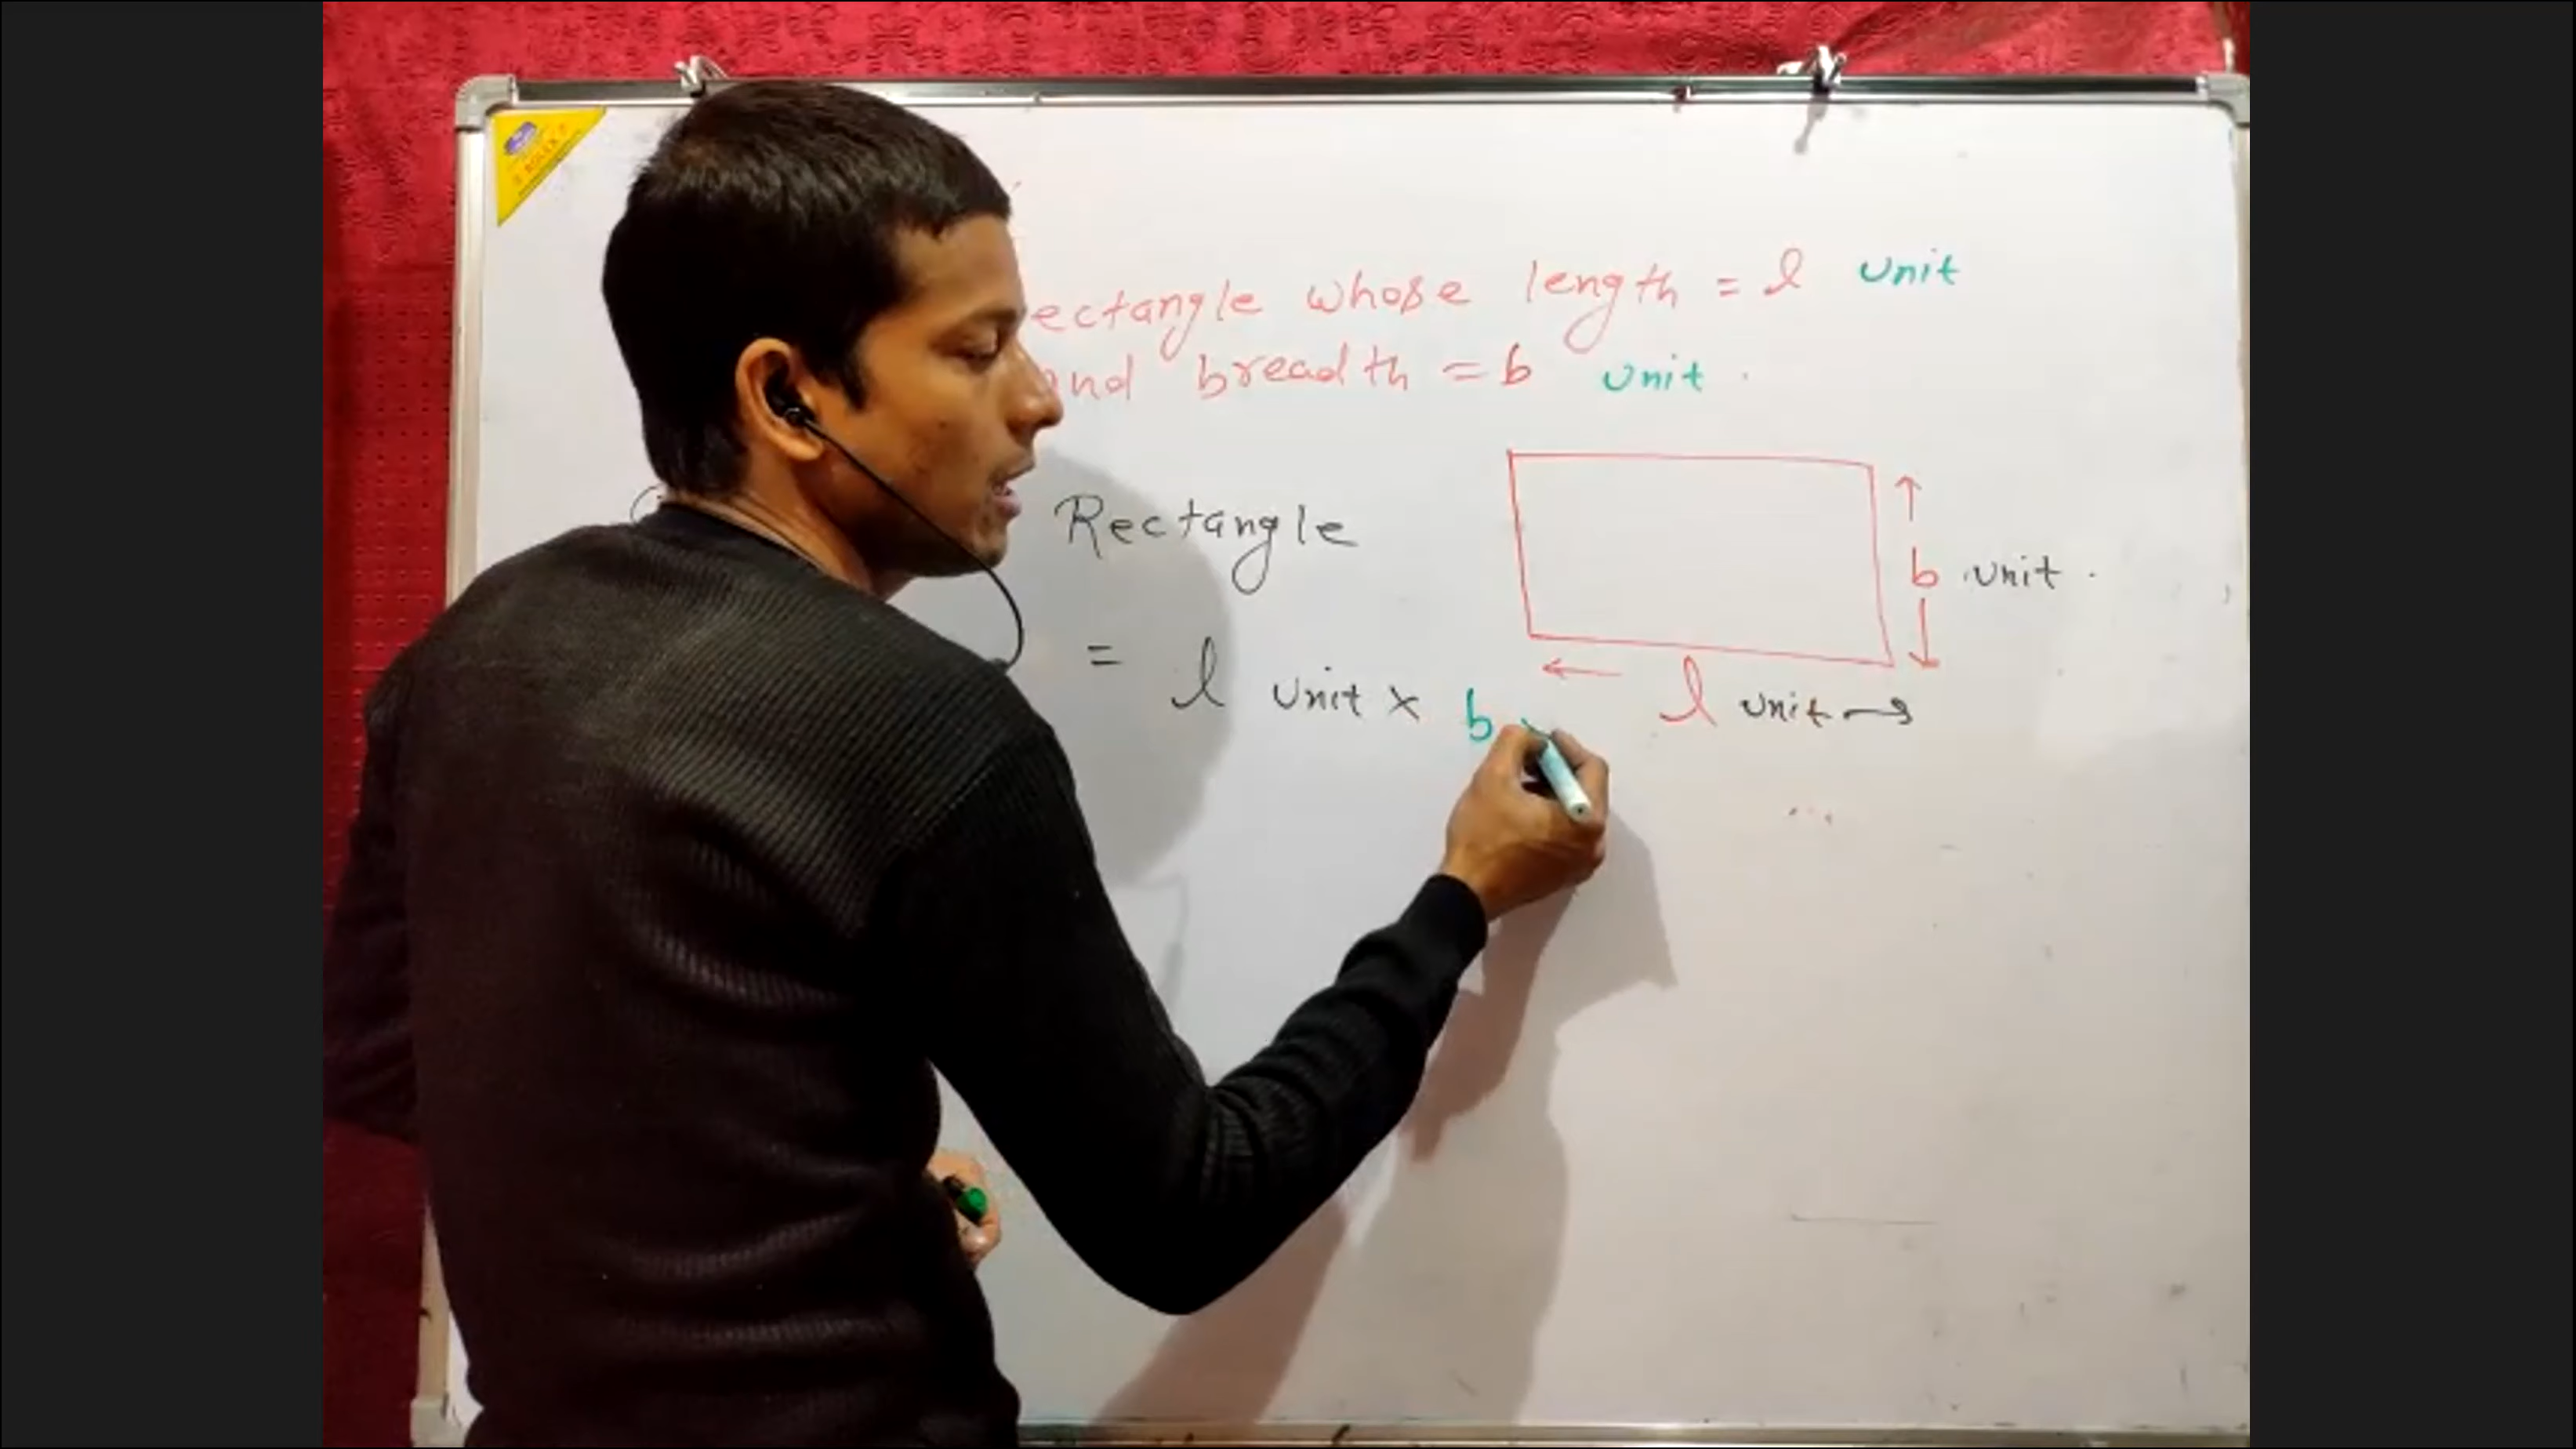 ectangle whose length = l unit
and breadth = b unit.
Rectangle
b unit.
= l unit × b
l unit